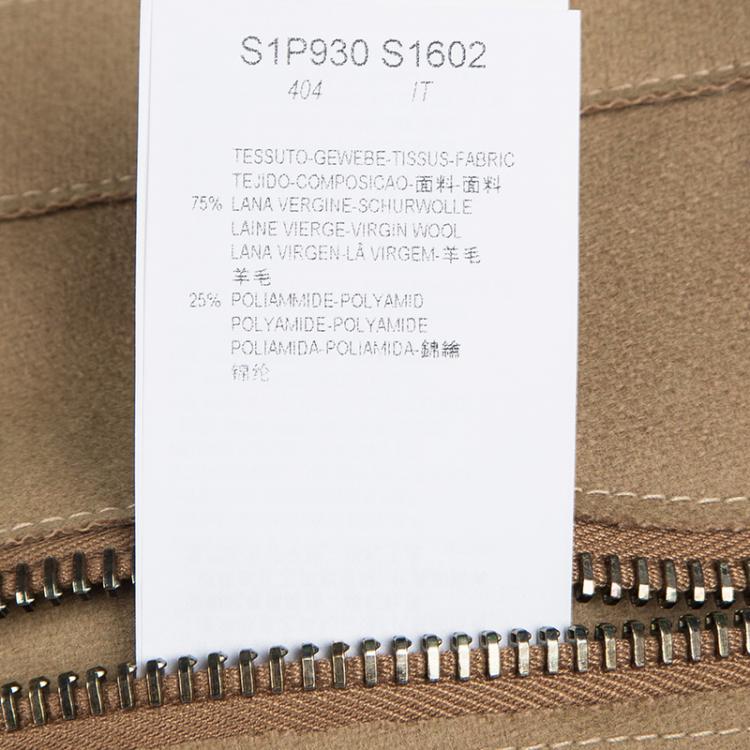 S1P930 S1602
404 IT
TESSUTO-GEWEBE-TISSUS-FABRIC
TEJIDO-COMPOSICAO-面料-面料
75% LANA VERGINE-SCHURWOLLE
LAINE VIERGE-VIRGIN WOOL
LANA VIRGEN-LÂ VIRGEM-羊毛
羊毛
25% POLIAMMIDE-POLYAMID
POLYAMIDE-POLYAMIDE
POLIAMIDA-POLIAMIDA-錦綸
锦纶